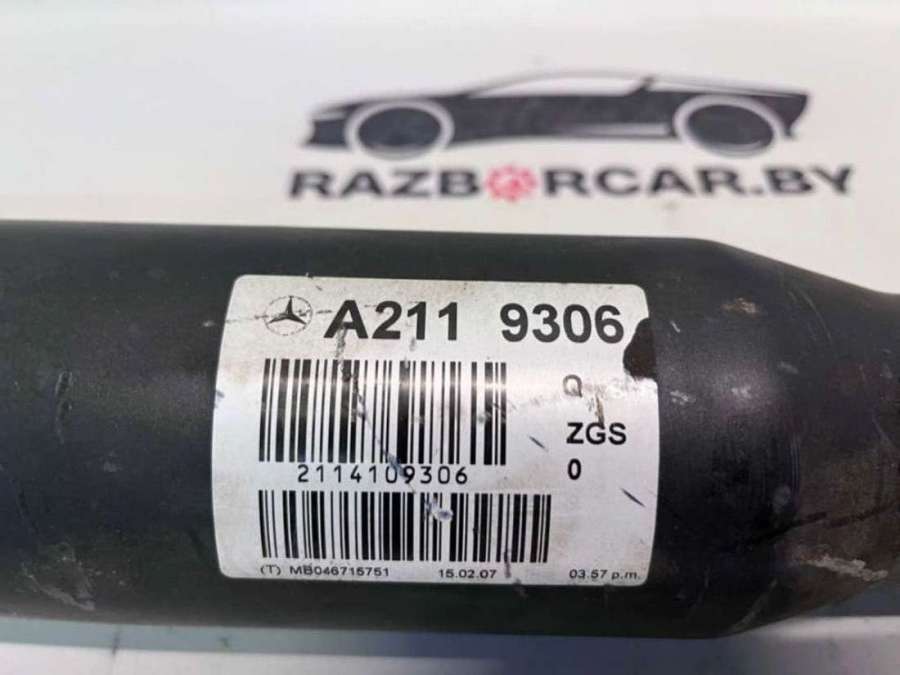 RAZBORCAR.BY
A211 9306
Q
ZGS
2114109306
0
(T) MB046715751 15.02.07 03.57 p.m.